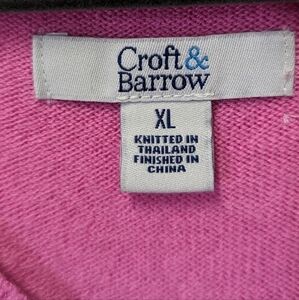 Croft&
Barrow
XL
KNITTED IN
THAILAND
FINISHED IN
CHINA